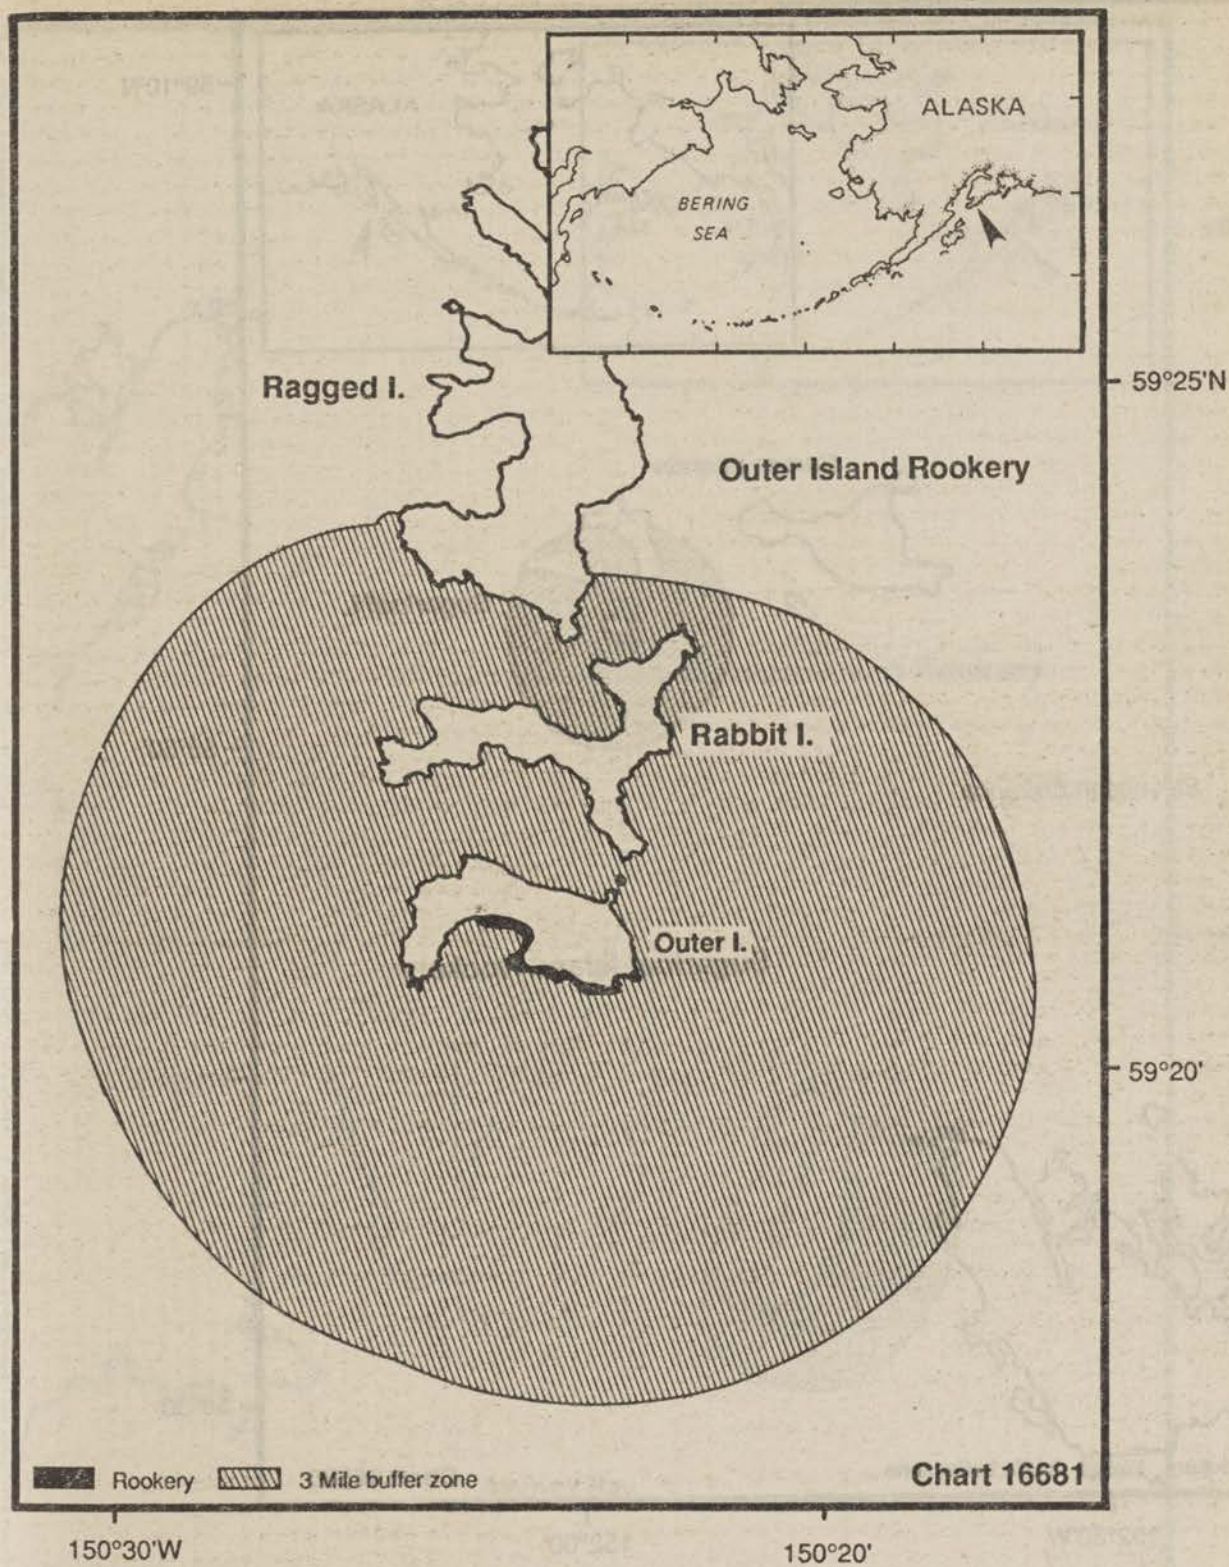 ALASKA
BERING
SEA
Ragged I.
59°25'N
Outer Island Rookery
Rabbit I.
Outer I.
59°20'
Rookery
3 Mile buffer zone
Chart 16681
150°30'W
150°20'